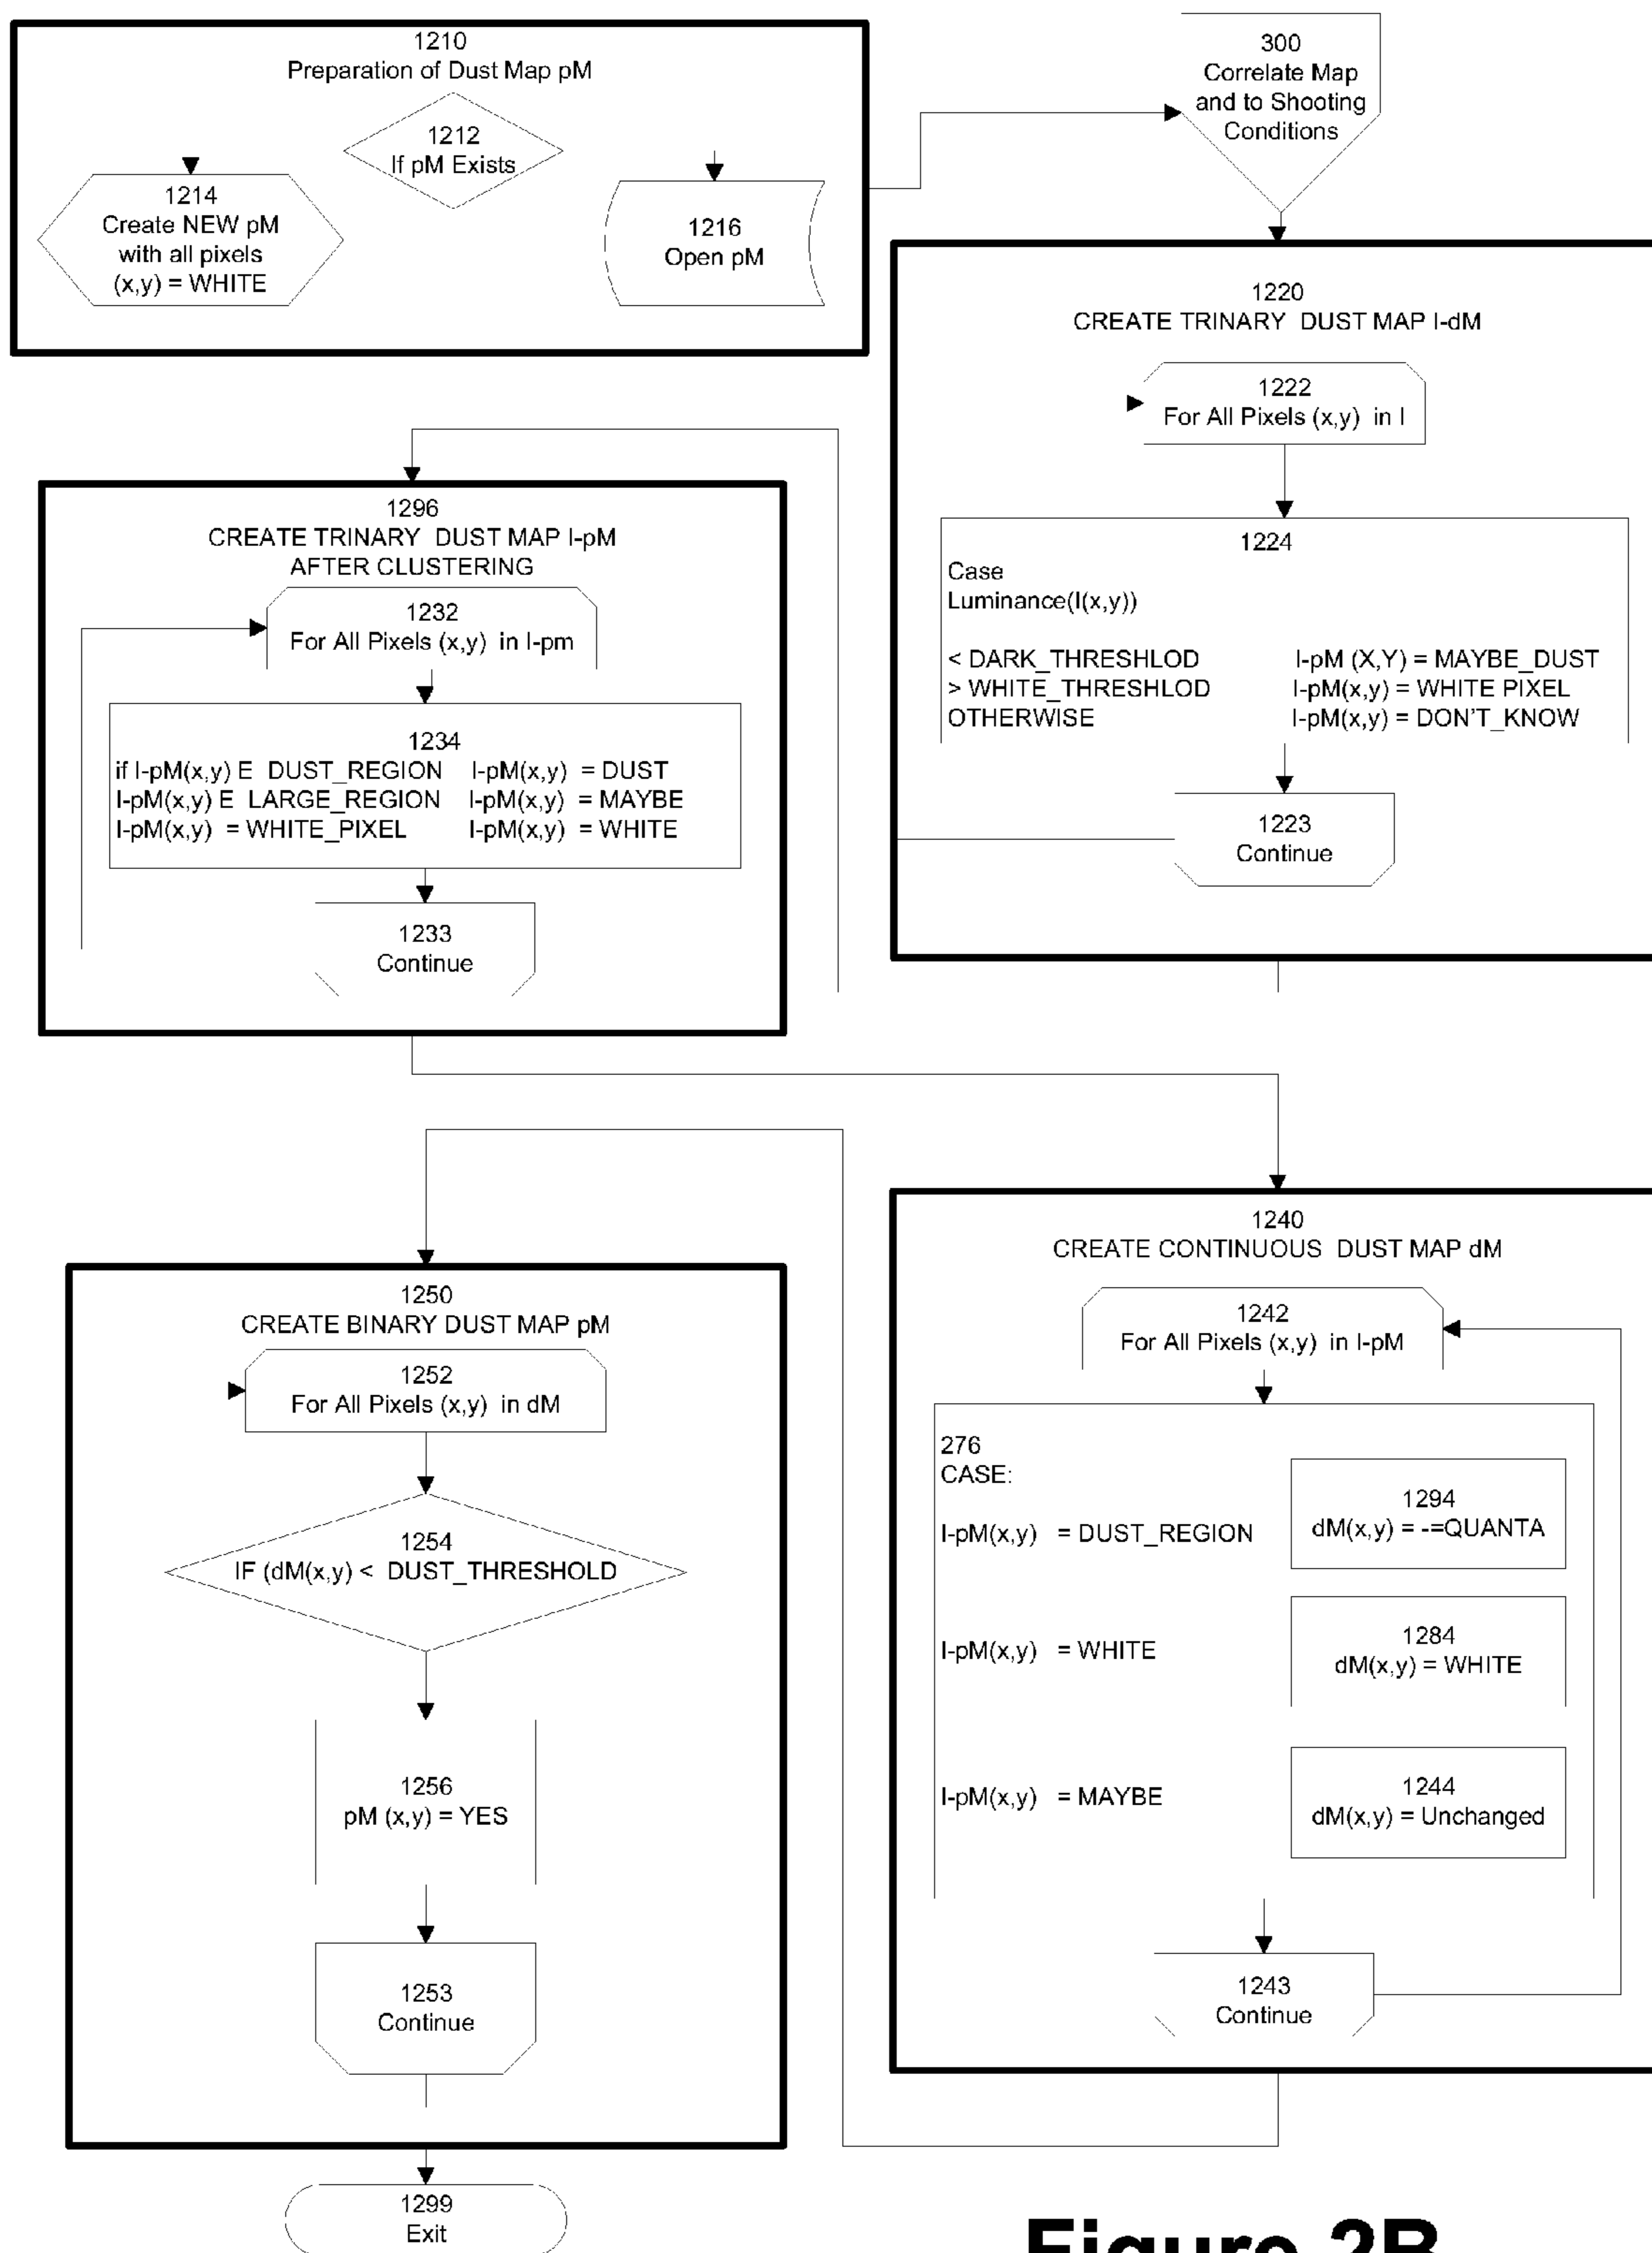 1210
Preparation of Dust Map pM
1212
If pM Exists
1214
Create NEW pM
with all pixels
(x,y) = WHITE
1216
Open pM
300
Correlate Map
and to Shooting
Conditions
1220
CREATE TRINARY DUST MAP I-dM
1222
For All Pixels (x,y) in I
1224
Case
Luminance(I(x,y))
< DARK_THRESHLOD I-pM (X,Y) = MAYBE_DUST
> WHITE_THRESHLOD I-pM(x,y) = WHITE PIXEL
OTHERWISE I-pM(x,y) = DON'T_KNOW
1223
Continue
1296
CREATE TRINARY DUST MAP I-pM
AFTER CLUSTERING
1232
For All Pixels (x,y) in I-pm
1234
if I-pM(x,y) E DUST_REGION I-pM(x,y) = DUST
I-pM(x,y) E LARGE_REGION I-pM(x,y) = MAYBE
I-pM(x,y) = WHITE_PIXEL I-pM(x,y) = WHITE
1233
Continue
1240
CREATE CONTINUOUS DUST MAP dM
1242
For All Pixels (x,y) in I-pM
276
CASE:
I-pM(x,y) = DUST_REGION
1294
dM(x,y) = -=QUANTA
I-pM(x,y) = WHITE
1284
dM(x,y) = WHITE
I-pM(x,y) = MAYBE
1244
dM(x,y) = Unchanged
1243
Continue
1250
CREATE BINARY DUST MAP pM
1252
For All Pixels (x,y) in dM
1254
IF (dM(x,y) < DUST_THRESHOLD
1256
pM (x,y) = YES
1253
Continue
1299
Exit
Figure 2B